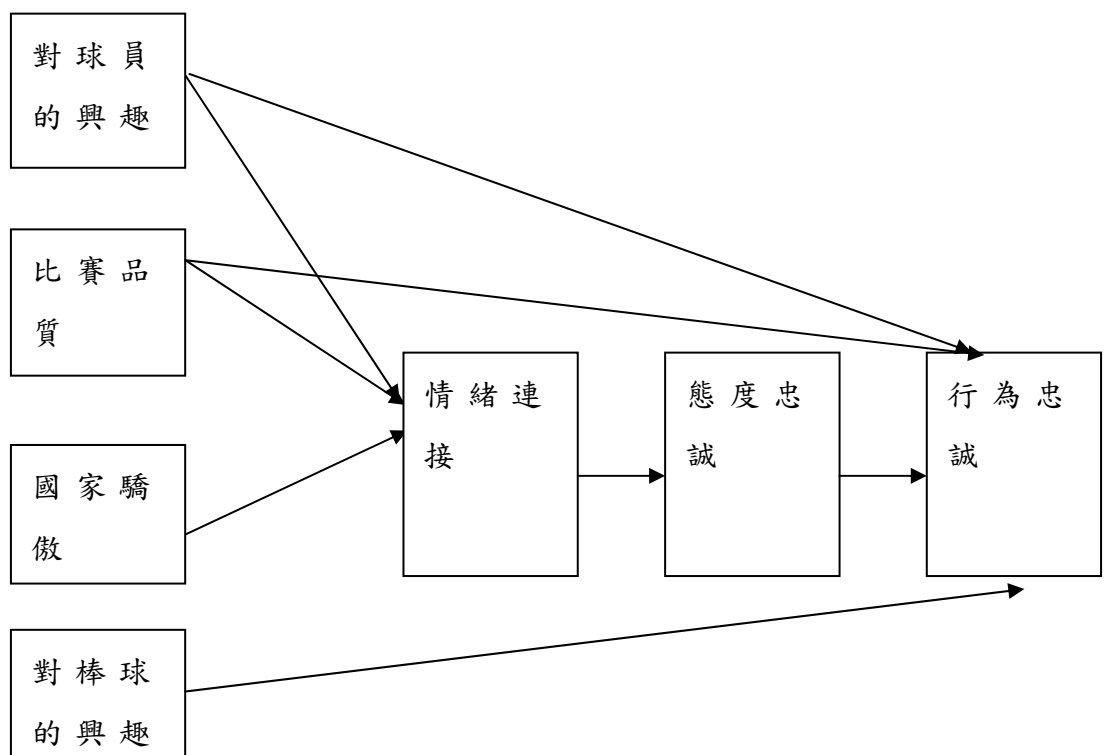 對球員
的興趣
比賽品
質
國家驕
傲
情緒連
接
態度忠
誠
行為忠
誠
對棒球
的興趣